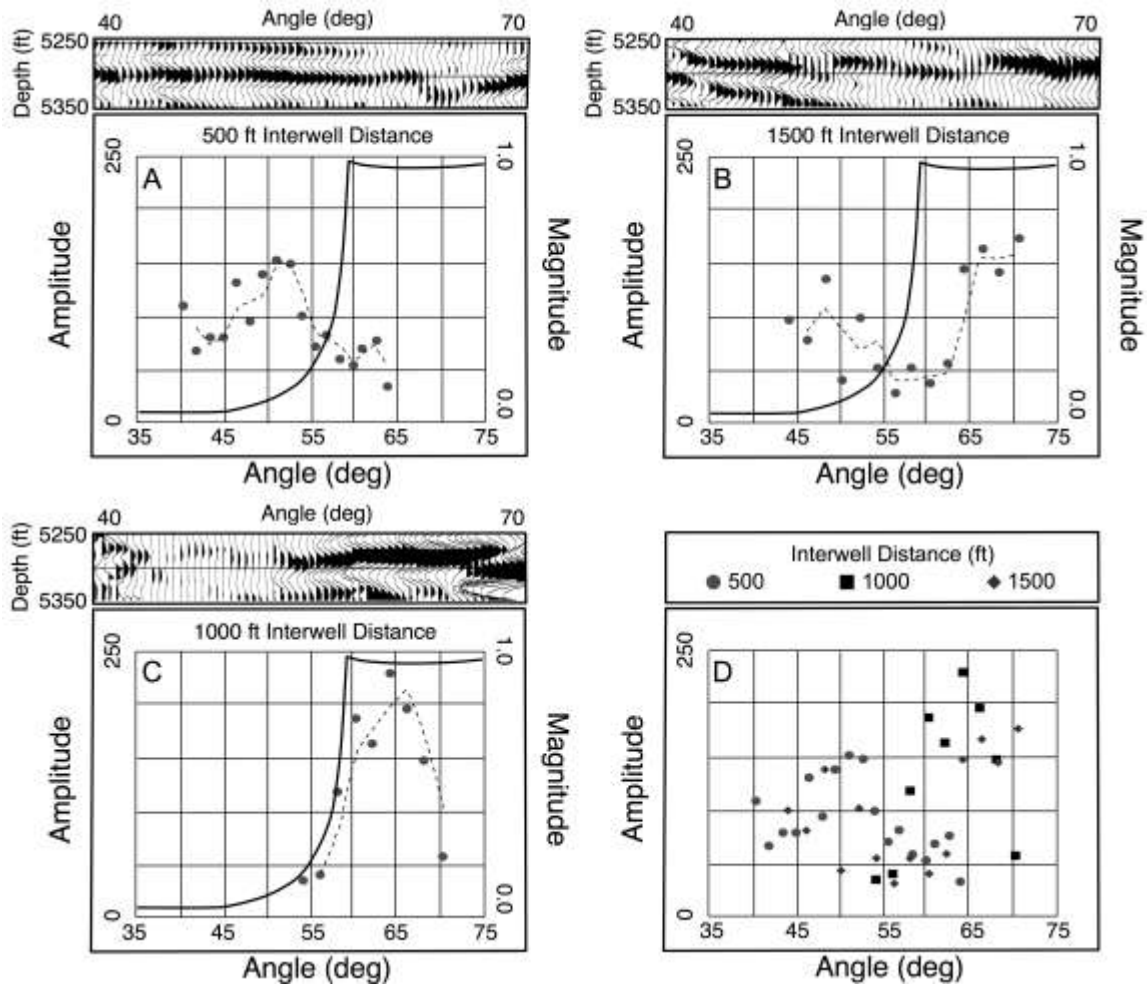 40 Angle (deg) 70
Depth (ft)
5250
5350
500 ft Interwell Distance
A
250
0
Amplitude
1.0
0.0
Magnitude
35 45 55 65 75
Angle (deg)
40 Angle (deg) 70
Depth (ft)
5250
5350
1500 ft Interwell Distance
B
250
0
Amplitude
1.0
0.0
Magnitude
35 45 55 65 75
Angle (deg)
40 Angle (deg) 70
Depth (ft)
5250
5350
1000 ft Interwell Distance
C
250
0
Amplitude
1.0
0.0
Magnitude
35 45 55 65 75
Angle (deg)
Interwell Distance (ft)
500 1000 1500
D
250
0
Amplitude
35 45 55 65 75
Angle (deg)